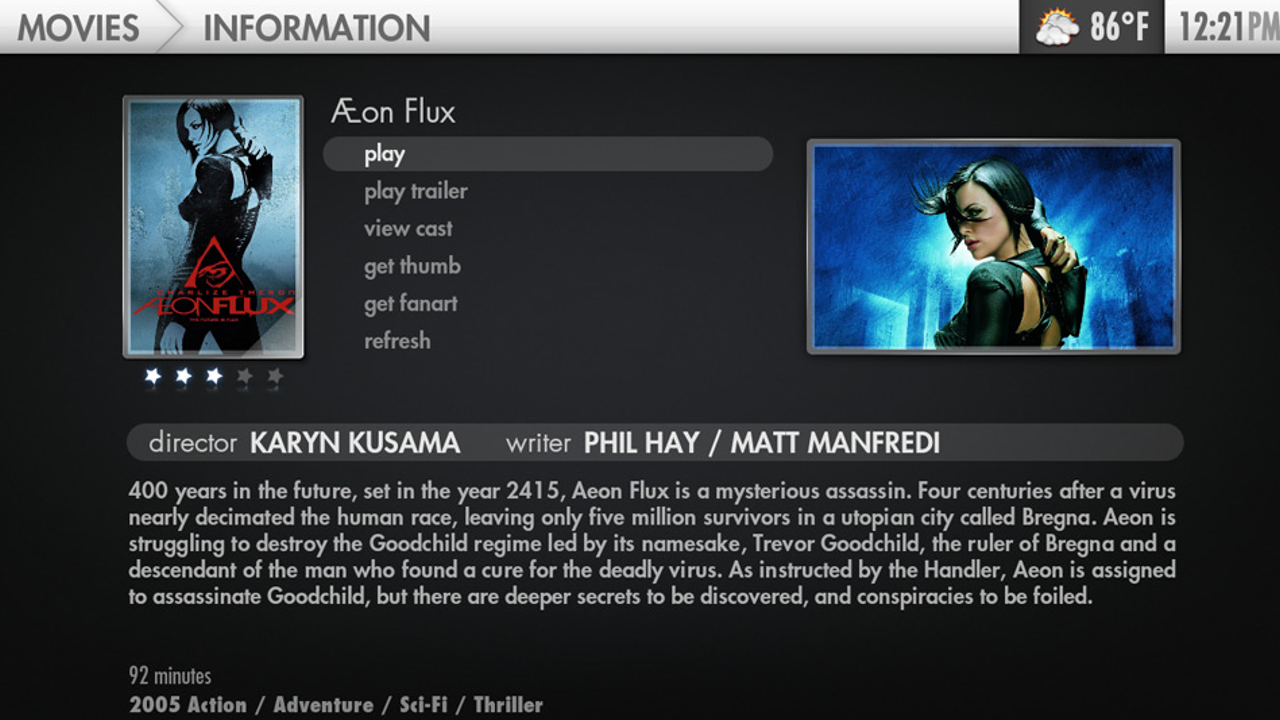 MOVIES INFORMATION 86°F 12:21PM
Æon Flux
play
play trailer
view cast
get thumb
get fanart
refresh
CHARLIZE THERON
ÆONFLUX
director KARYN KUSAMA writer PHIL HAY / MATT MANFREDI
400 years in the future, set in the year 2415, Aeon Flux is a mysterious assassin. Four centuries after a virus
nearly decimated the human race, leaving only five million survivors in a utopian city called Bregna. Aeon is
struggling to destroy the Goodchild regime led by its namesake, Trevor Goodchild, the ruler of Bregna and a
descendant of the man who found a cure for the deadly virus. As instructed by the Handler, Aeon is assigned
to assassinate Goodchild, but there are deeper secrets to be discovered, and conspiracies to be foiled.
92 minutes
2005 Action / Adventure / Sci-Fi / Thriller